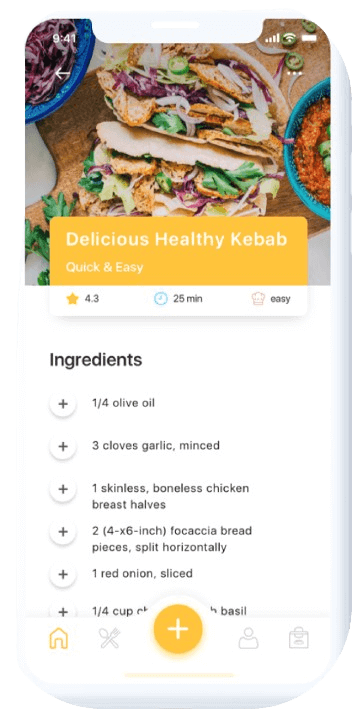 9:41
Delicious Healthy Kebab
Quick & Easy
4.3 25 min easy
Ingredients
+ 1/4 olive oil
+ 3 cloves garlic, minced
+ 1 skinless, boneless chicken
breast halves
+ 2 (4-x6-inch) focaccia bread
pieces, split horizontally
+ 1 red onion, sliced
+ 1/4 cup basil
+